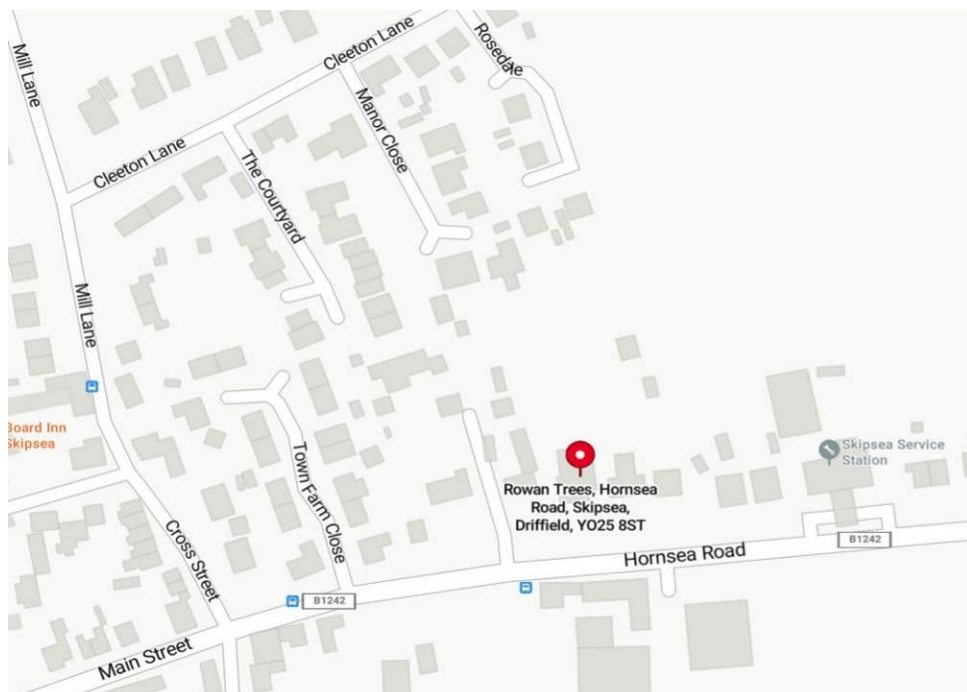 Mill Lane
Cleeton Lane
Rosedale
Manor Close
Cleeton Lane
The Courtyard
Mill Lane
Board Inn
Skipsea
Town Farm Close
Skipsea Service
Station
Rowan Trees, Hornsea
Road, Skipsea,
Driffield, YO25 8ST
Cross Street
Hornsea Road
B1242
B1242
Main Street